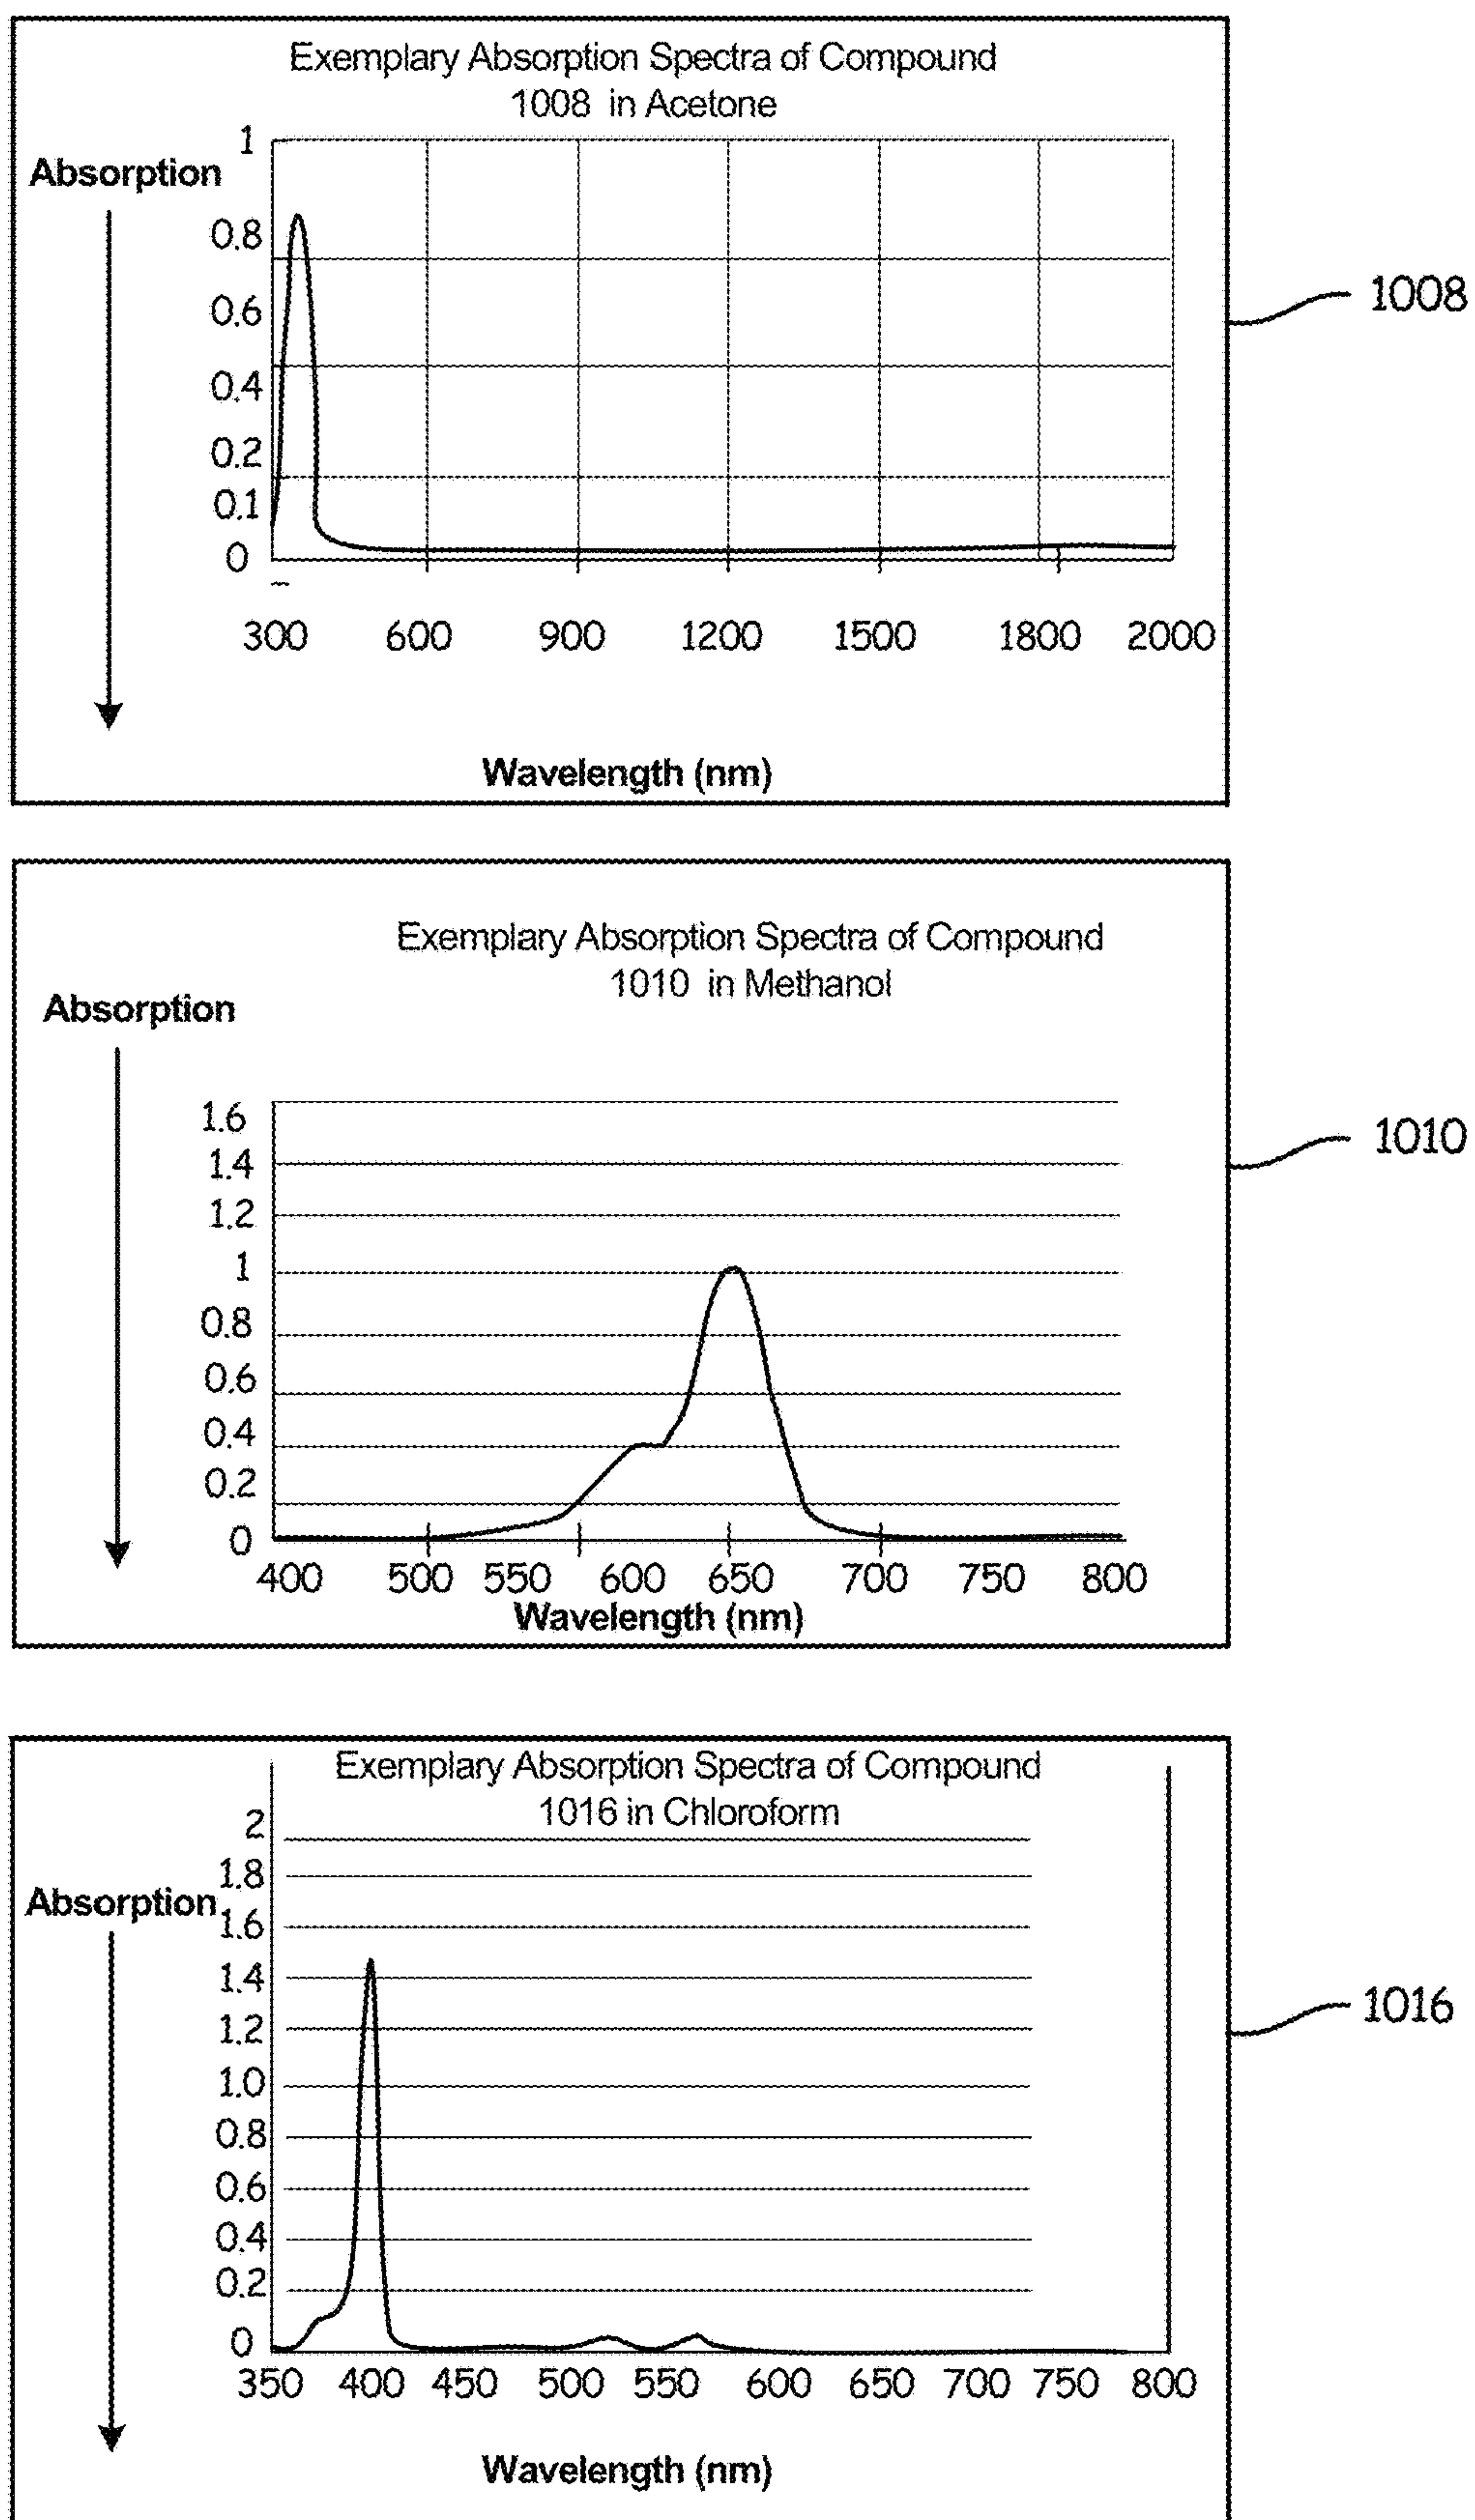 Exemplary Absorption Spectra of Compound
1008 in Acetone
Absorption
1
0.8
0.6
0.4
0.2
0.1
0
300 600 900 1200 1500 1800 2000
Wavelength (nm)
1008
Exemplary Absorption Spectra of Compound
1010 in Methanol
Absorption
1.6
1.4
1.2
1
0.8
0.6
0.4
0.2
0
400 500 550 600 650 700 750 800
Wavelength (nm)
1010
Exemplary Absorption Spectra of Compound
1016 in Chloroform
Absorption
2
1.8
1.6
1.4
1.2
1.0
0.8
0.6
0.4
0.2
0
350 400 450 500 550 600 650 700 750 800
Wavelength (nm)
1016